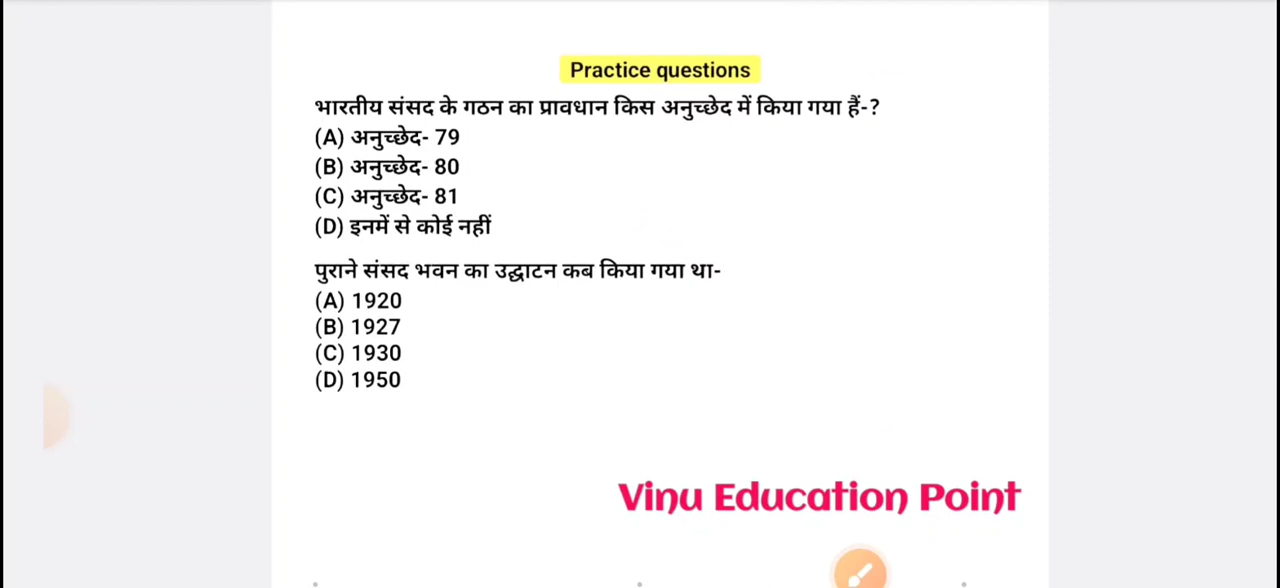 Practice questions
भारतीय संसद के गठन का प्रावधान किस अनुच्छेद में किया गया हैं-?
(A) अनुच्छेद- 79
(B) अनुच्छेद- 80
(C) अनुच्छेद- 81
(D) इनमें से कोई नहीं
पुराने संसद भवन का उद्घाटन कब किया गया था-
(A) 1920
(B) 1927
(C) 1930
(D) 1950
Vinu Education Point